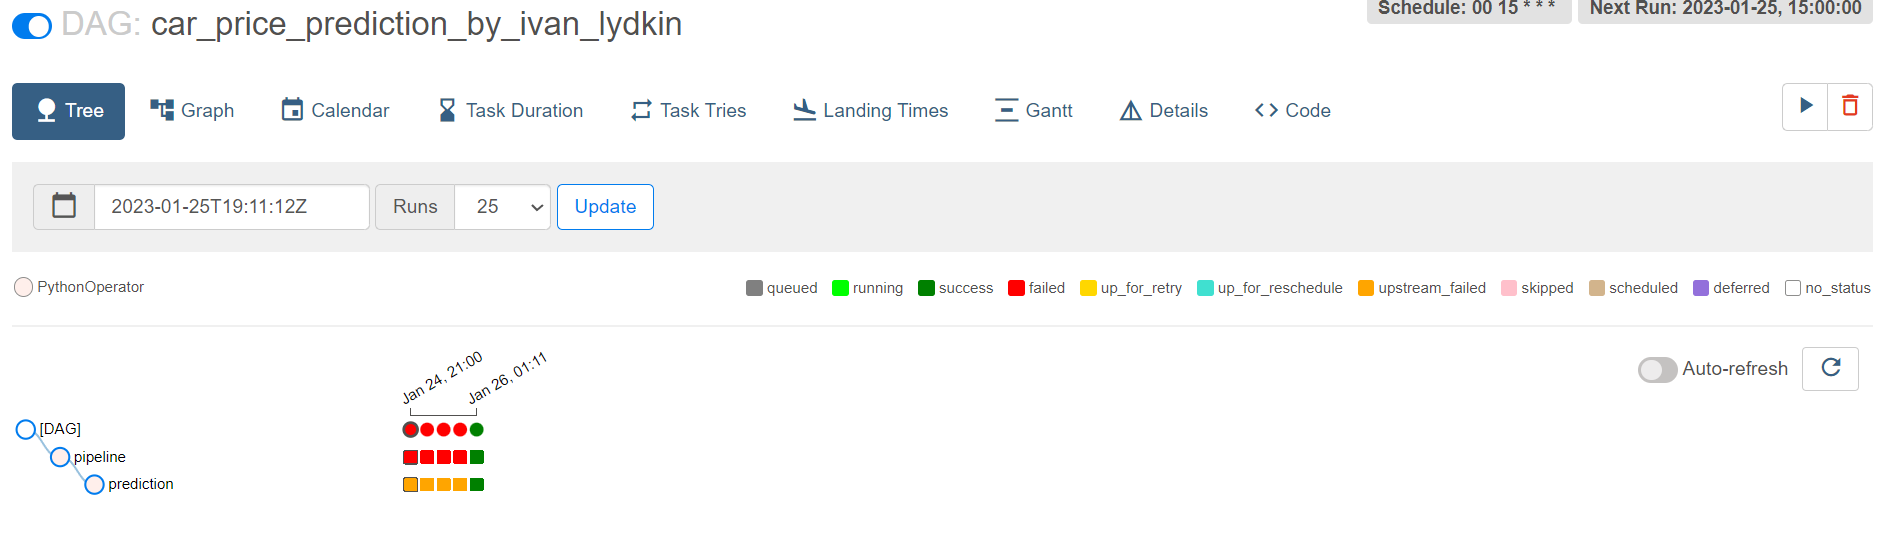 DAG: car_price_prediction_by_ivan_lydkin
Schedule: 00 15 * * *
Next Run: 2023-01-25, 15:00:00
Tree Graph Calendar Task Duration Task Tries Landing Times Gantt Details Code
2023-01-25T19:11:12Z Runs 25 Update
PythonOperator
queued running success failed up_for_retry up_for_reschedule upstream_failed skipped scheduled deferred no_status
Jan 24, 21:00
Jan 26, 01:11
Auto-refresh
[DAG]
pipeline
prediction